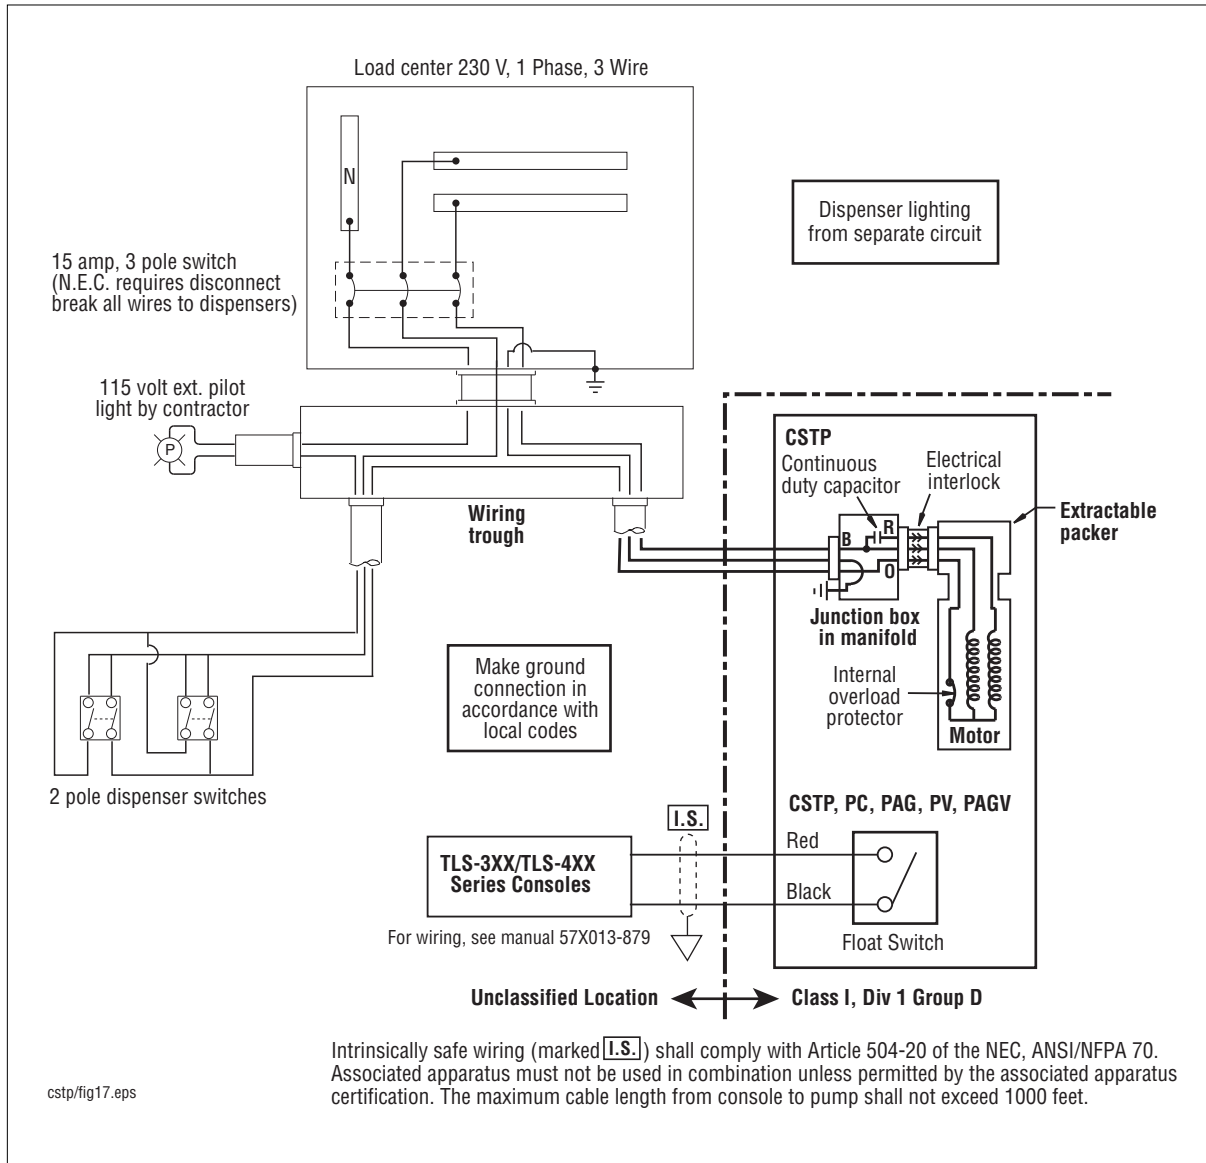 Load center 230 V, 1 Phase, 3 Wire
N
Dispenser lighting
from separate circuit
15 amp, 3 pole switch
(N.E.C. requires disconnect
break all wires to dispensers)
115 volt ext. pilot
light by contractor
P
Wiring
trough
CSTP
Continuous
duty capacitor
Electrical
interlock
Extractable
packer
B
R
O
Junction box
in manifold
Internal
overload
protector
Motor
Make ground
connection in
accordance with
local codes
2 pole dispenser switches
CSTP, PC, PAG, PV, PAGV
I.S.
TLS-3XX/TLS-4XX
Series Consoles
Red
Black
For wiring, see manual 57X013-879
Float Switch
Unclassified Location
Class I, Div 1 Group D
Intrinsically safe wiring (marked I.S.) shall comply with Article 504-20 of the NEC, ANSI/NFPA 70.
Associated apparatus must not be used in combination unless permitted by the associated apparatus
certification. The maximum cable length from console to pump shall not exceed 1000 feet.
cstp/fig17.eps